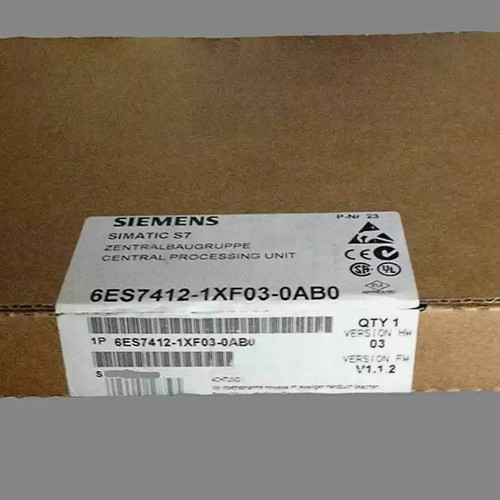 SIEMENS
P-Nr. 23
SIMATIC S7
ZENTRALBAUGRUPPE
CENTRAL PROCESSING UNIT
6ES7412-1XF03-0AB0
1P 6ES7412-1XF03-0AB0
S
QTY 1
VERSION HW
03
VERSION FW
V1.1.2